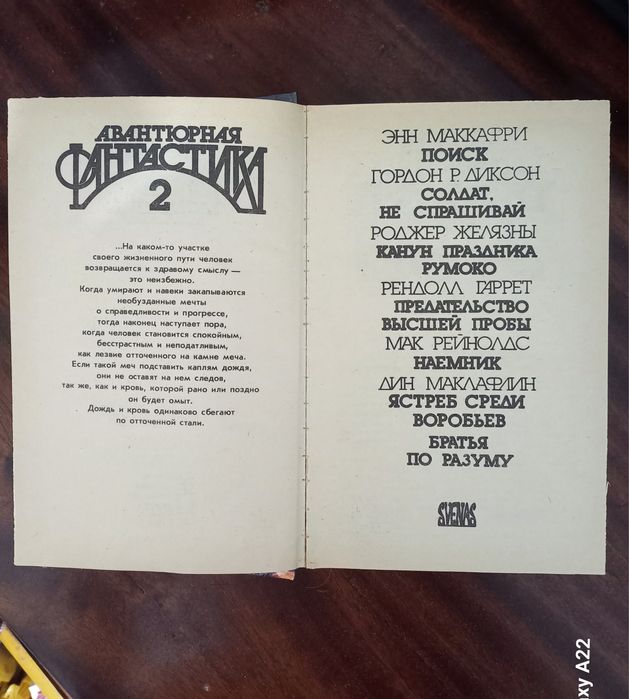 АВАНТЮРНАЯ
ФАНТАСТИКА
2
...На каком-то участке
своего жизненного пути человек
возвращается к здравому смыслу —
это неизбежно.
Когда умирают и навеки закапываются
необузданные мечты
о справедливости и прогрессе,
тогда наконец наступает пора,
когда человек становится спокойным,
бесстрастным и неподатливым,
как лезвие отточенного на камне меча.
Если такой меч подставить каплям дождя,
они не оставят на нем следов,
так же, как и кровь, которой рано или поздно
он будет омыт.
Дождь и кровь одинаково сбегают
по отточенной стали.
ЭНН МАККАФРИ
ПОИСК
ГОРДОН Р. ДИКСОН
СОЛДАТ,
НЕ СПРАШИВАЙ
РОДЖЕР ЖЕЛЯЗНЫ
КАНУН ПРАЗДНИКА
РУМОКО
РЕНДОЛЛ ГАРРЕТ
ПРЕДАТЕЛЬСТВО
ВЫСШЕЙ ПРОБЫ
МАК РЕЙНОЛДС
НАЕМНИК
ДИН МАКЛАФЛИН
ЯСТРЕБ СРЕДИ
ВОРОБЬЕВ
БРАТЬЯ
ПО РАЗУМУ
SVENAS
xy A22